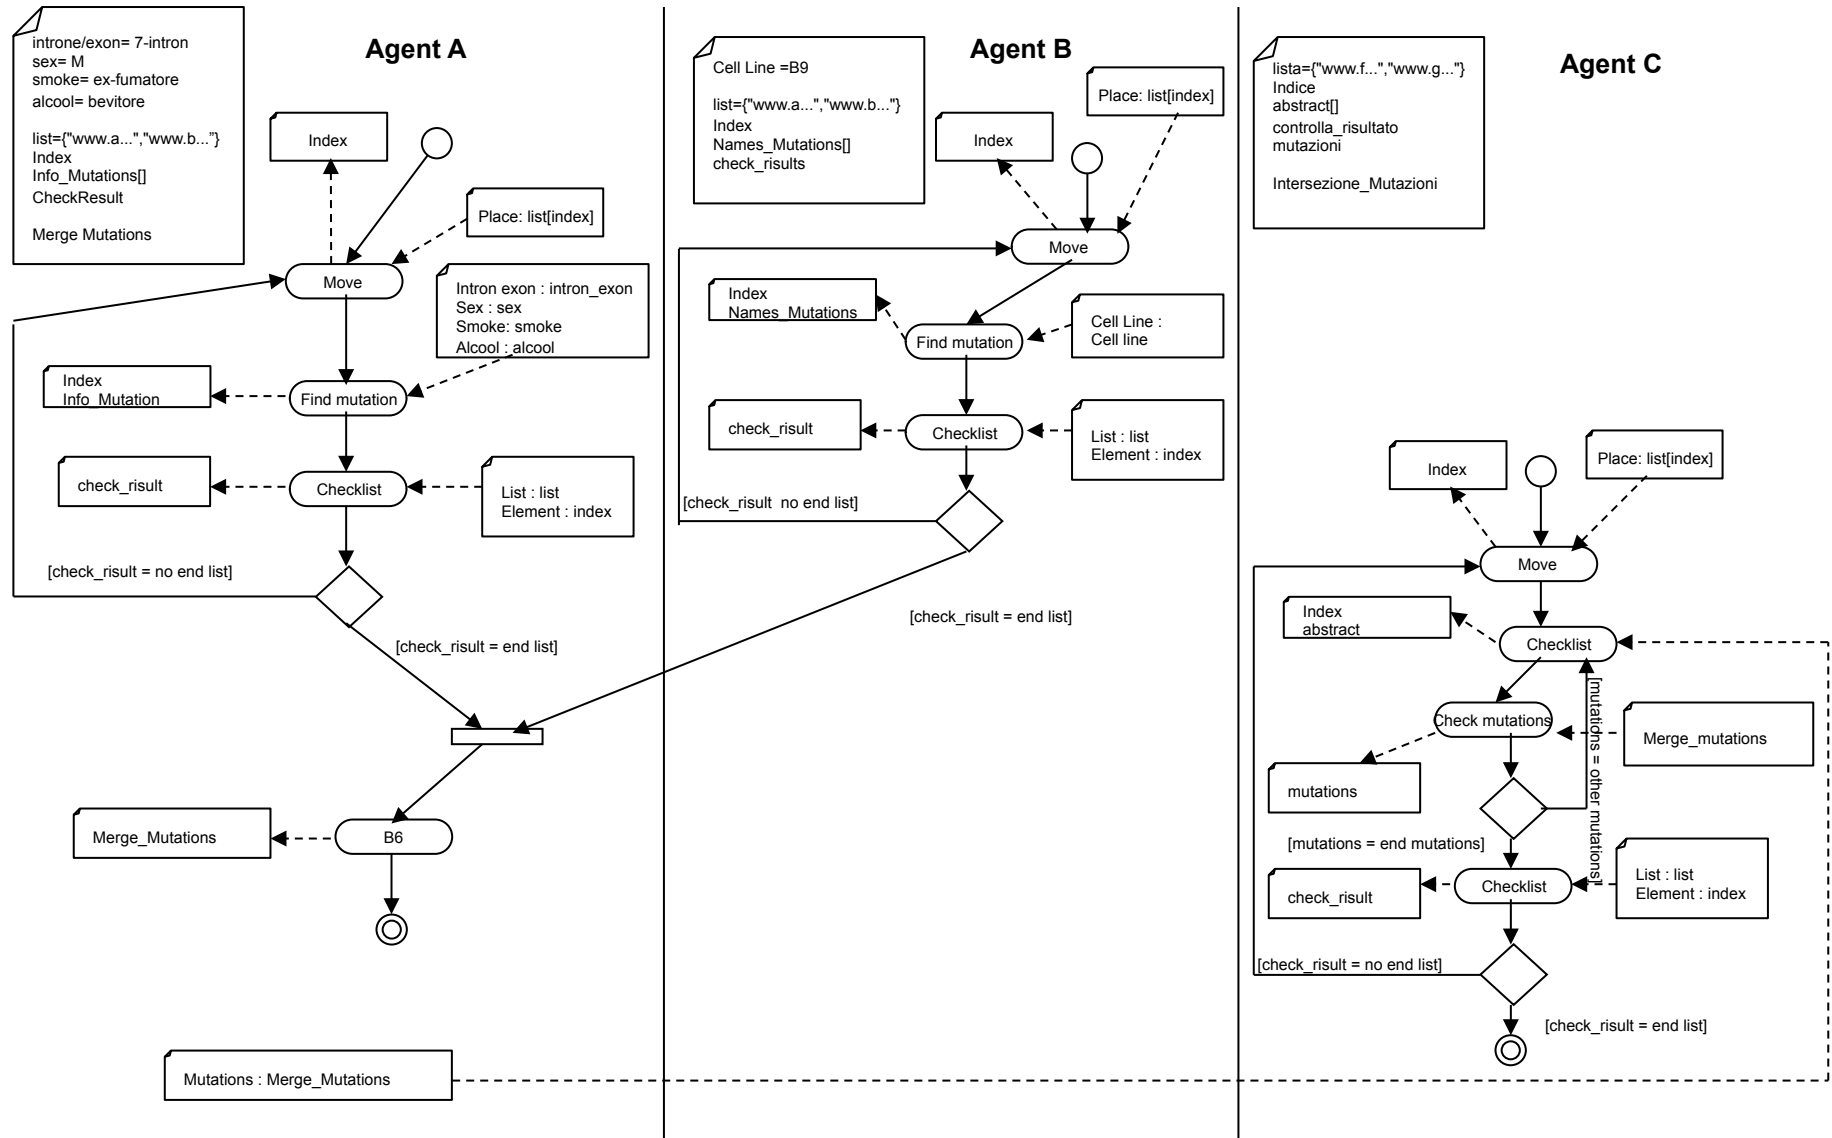 Agent A
introne/exon= 7-intron
sex= M
smoke= ex-fumatore
alcool= bevitore
list={"www.a...","www.b..."}
Index
Info_Mutations[]
CheckResult
Merge Mutations
Index
Place: list[index]
Move
Intron exon : intron_exon
Sex : sex
Smoke: smoke
Alcool : alcool
Index
Info_Mutation
Find mutation
check_risult
Checklist
List : list
Element : index
[check_risult = no end list]
[check_risult = end list]
Merge_Mutations
B6
Mutations : Merge_Mutations
Agent B
Cell Line =B9
list={"www.a...","www.b..."}
Index
Names_Mutations[]
check_risults
Index
Place: list[index]
Move
Index
Names_Mutations
Cell Line :
Cell line
Find mutation
check_risult
Checklist
List : list
Element : index
[check_risult  no end list]
[check_risult = end list]
Agent C
lista={"www.f...","www.g..."}
Indice
abstract[]
controlla_risultato
mutazioni
Intersezione_Mutazioni
Index
Place: list[index]
Move
Index
abstract
Checklist
Check mutations
Merge_mutations
mutations
[mutations = other mutations]
[mutations = end mutations]
Checklist
check_risult
List : list
Element : index
[check_risult = no end list]
[check_risult = end list]